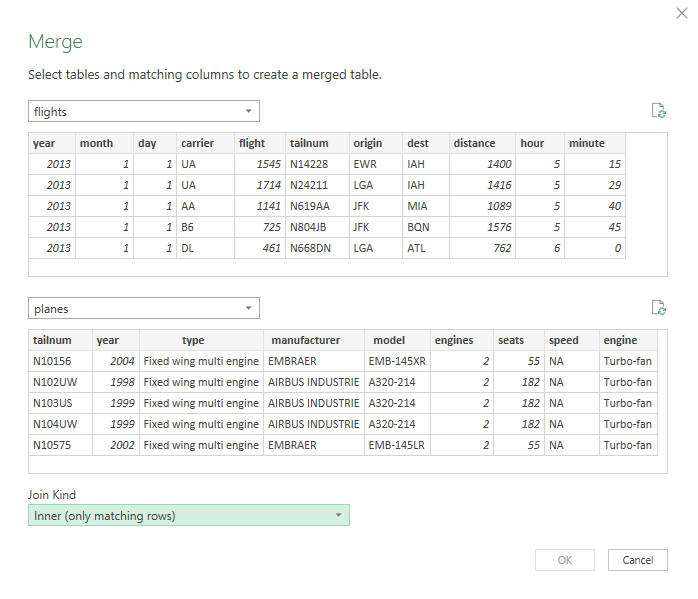 Merge
Select tables and matching columns to create a merged table.
flights
year month day carrier flight tailnum origin dest distance hour minute
2013 1 1 UA 1545 N14228 EWR IAH 1400 5 15
2013 1 1 UA 1714 N24211 LGA IAH 1416 5 29
2013 1 1 AA 1141 N619AA JFK MIA 1089 5 40
2013 1 1 B6 725 N804JB JFK BQN 1576 5 45
2013 1 1 DL 461 N668DN LGA ATL 762 6 0
planes
tailnum year type manufacturer model engines seats speed engine
N10156 2004 Fixed wing multi engine EMBRAER EMB-145XR 2 55 NA Turbo-fan
N102UW 1998 Fixed wing multi engine AIRBUS INDUSTRIE A320-214 2 182 NA Turbo-fan
N103US 1999 Fixed wing multi engine AIRBUS INDUSTRIE A320-214 2 182 NA Turbo-fan
N104UW 1999 Fixed wing multi engine AIRBUS INDUSTRIE A320-214 2 182 NA Turbo-fan
N10575 2002 Fixed wing multi engine EMBRAER EMB-145LR 2 55 NA Turbo-fan
Join Kind
Inner (only matching rows)
OK Cancel